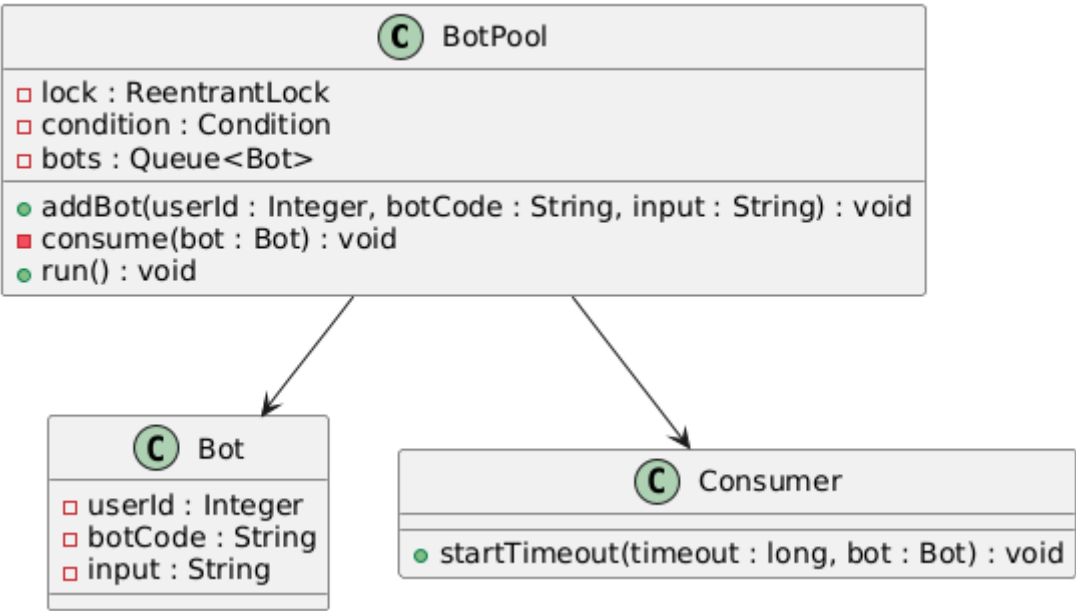 C BotPool
lock : ReentrantLock
condition : Condition
bots : Queue<Bot>
addBot(userId : Integer, botCode : String, input : String) : void
consume(bot : Bot) : void
run() : void
C Bot
userId : Integer
botCode : String
input : String
C Consumer
startTimeout(timeout : long, bot : Bot) : void